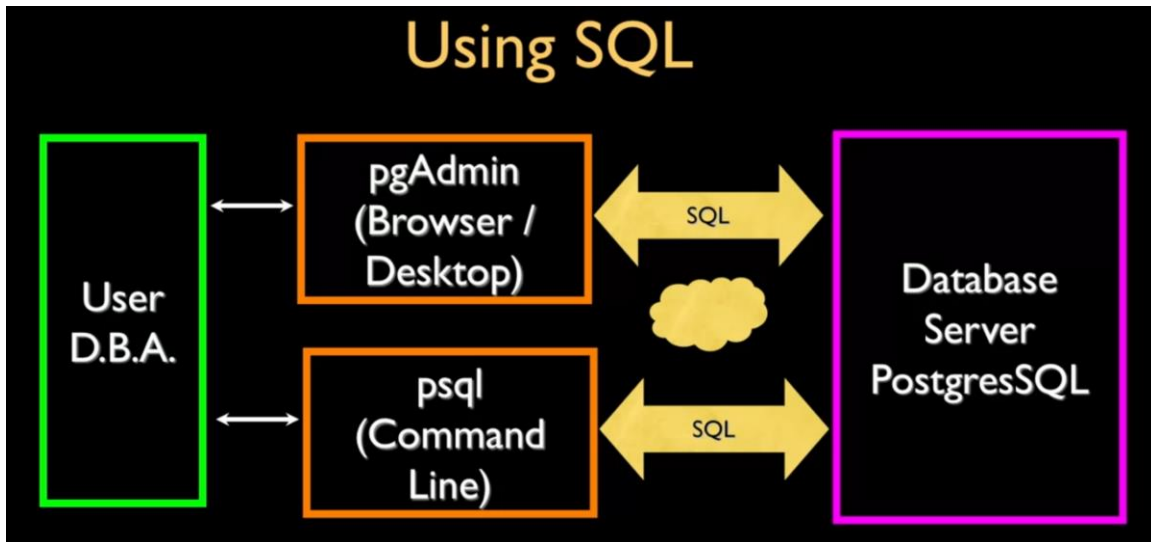 Using SQL
User
D.B.A.
pgAdmin
(Browser /
Desktop)
SQL
psql
(Command
Line)
SQL
Database
Server
PostgresSQL